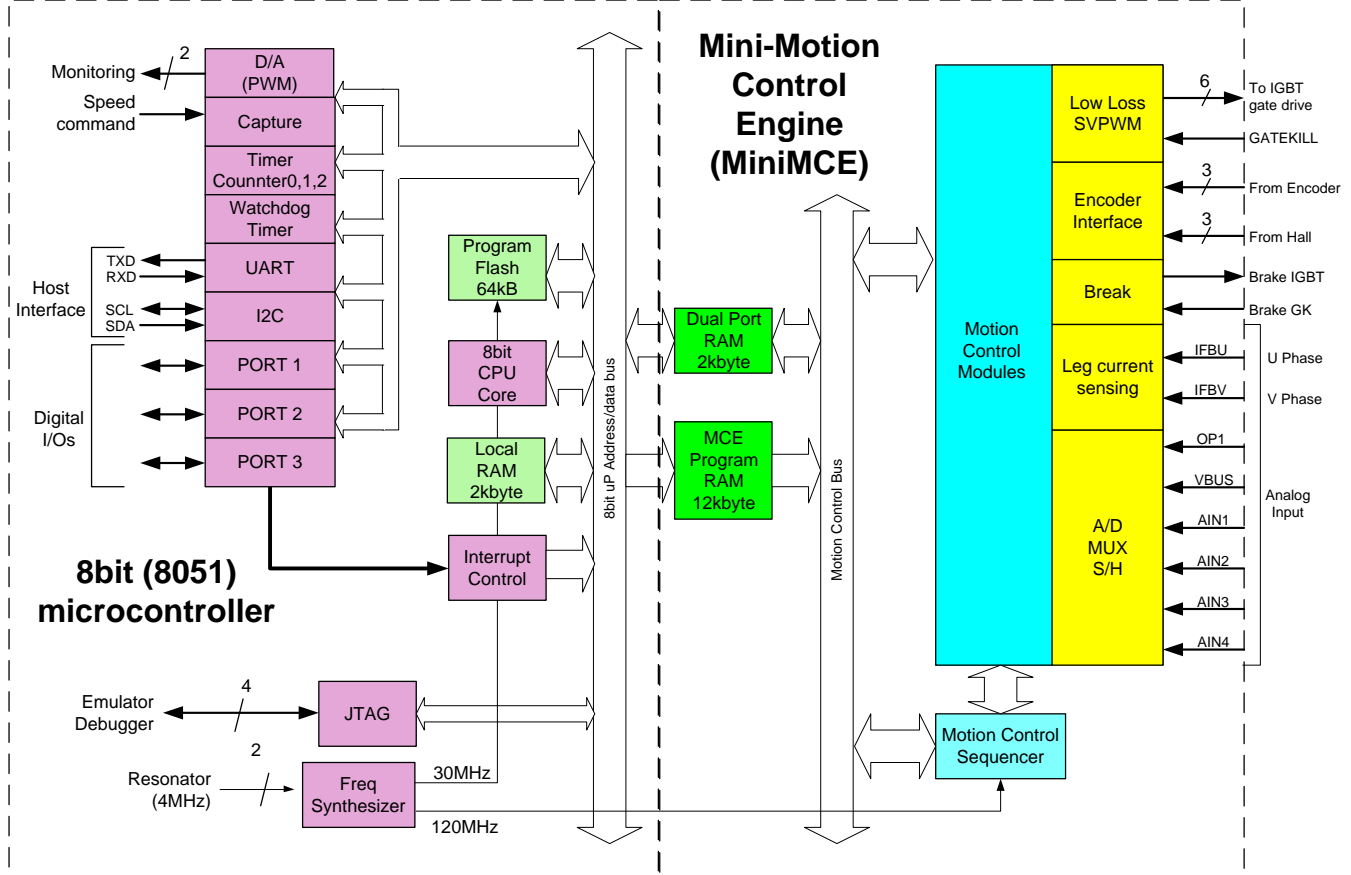 Monitoring
2
Speed
command
D/A
(PWM)
Capture
Timer
Counnter0,1,2
Watchdog
Timer
UART
I2C
PORT 1
PORT 2
PORT 3
Host
Interface
TXD
RXD
SCL
SDA
Digital
I/Os
8bit (8051)
microcontroller
Program
Flash
64kB
8bit
CPU
Core
Local
RAM
2kbyte
Interrupt
Control
Emulator
Debugger
4
JTAG
Resonator
(4MHz)
2
Freq
Synthesizer
30MHz
120MHz
8bit uP Address/data bus
Mini-Motion
Control
Engine
(MiniMCE)
Dual Port
RAM
2kbyte
MCE
Program
RAM
12kbyte
Motion Control Bus
Motion
Control
Modules
Low Loss
SVPWM
Encoder
Interface
Break
Leg current
sensing
A/D
MUX
S/H
Motion Control
Sequencer
6
To IGBT
gate drive
GATEKILL
3
From Encoder
3
From Hall
Brake IGBT
Brake GK
IFBU
U Phase
IFBV
V Phase
OP1
VBUS
AIN1
AIN2
AIN3
AIN4
Analog
Input